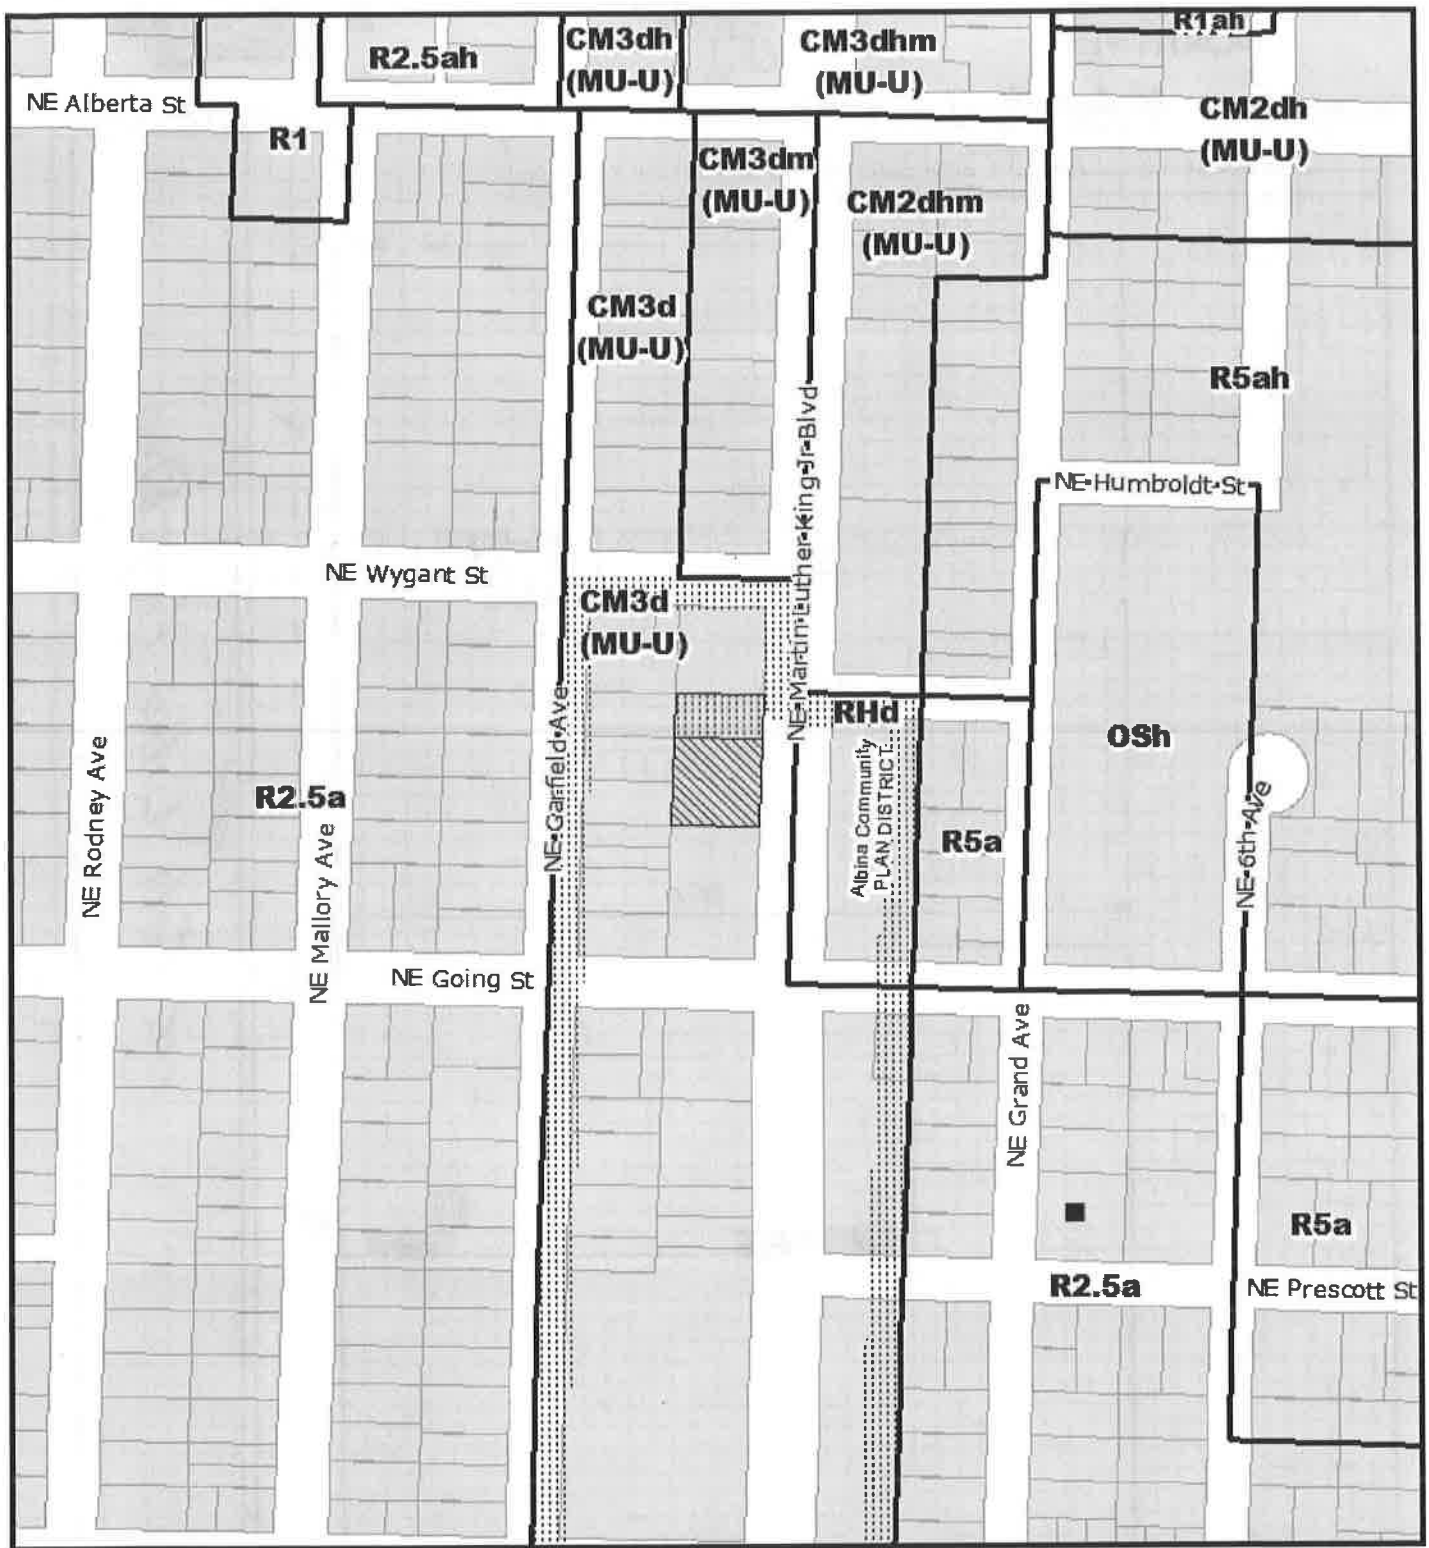 R1ah
CM3dh
(MU-U)
CM3dhm
(MU-U)
R2.5ah
NE Alberta St
CM2dh
(MU-U)
R1
CM3dm
(MU-U)
CM2dhm
(MU-U)
CM3d
(MU-U)
R5ah
NE Martin Luther King Jr Blvd
NE Humboldt St
NE Wygant St
CM3d
(MU-U)
RHd
OSh
NE Garfield Ave
Albina Community
PLAN DISTRICT
NE Rodney Ave
R2.5a
NE Mallory Ave
R5a
NE 6th Ave
NE Going St
NE Grand Ave
R5a
R2.5a
NE Prescott St